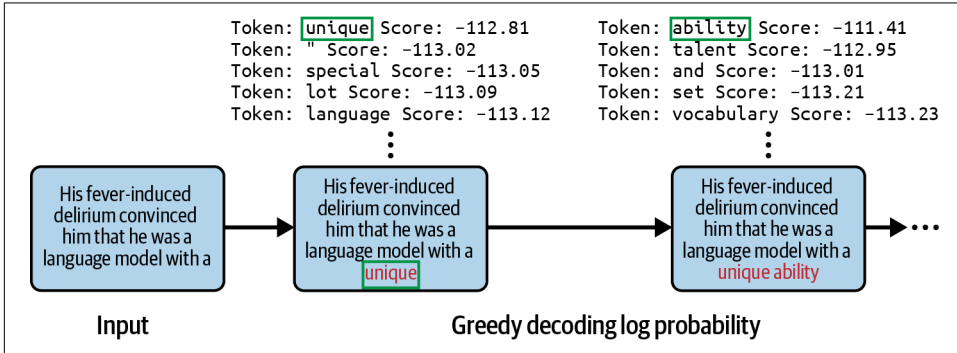 Token: unique Score: -112.81
Token: " Score: -113.02
Token: special Score: -113.05
Token: lot Score: -113.09
Token: language Score: -113.12
Token: ability Score: -111.41
Token: talent Score: -112.95
Token: and Score: -113.01
Token: set Score: -113.21
Token: vocabulary Score: -113.23
His fever-induced
delirium convinced
him that he was a
language model with a
His fever-induced
delirium convinced
him that he was a
language model with a
unique
His fever-induced
delirium convinced
him that he was a
language model with a
unique ability
Input
Greedy decoding log probability